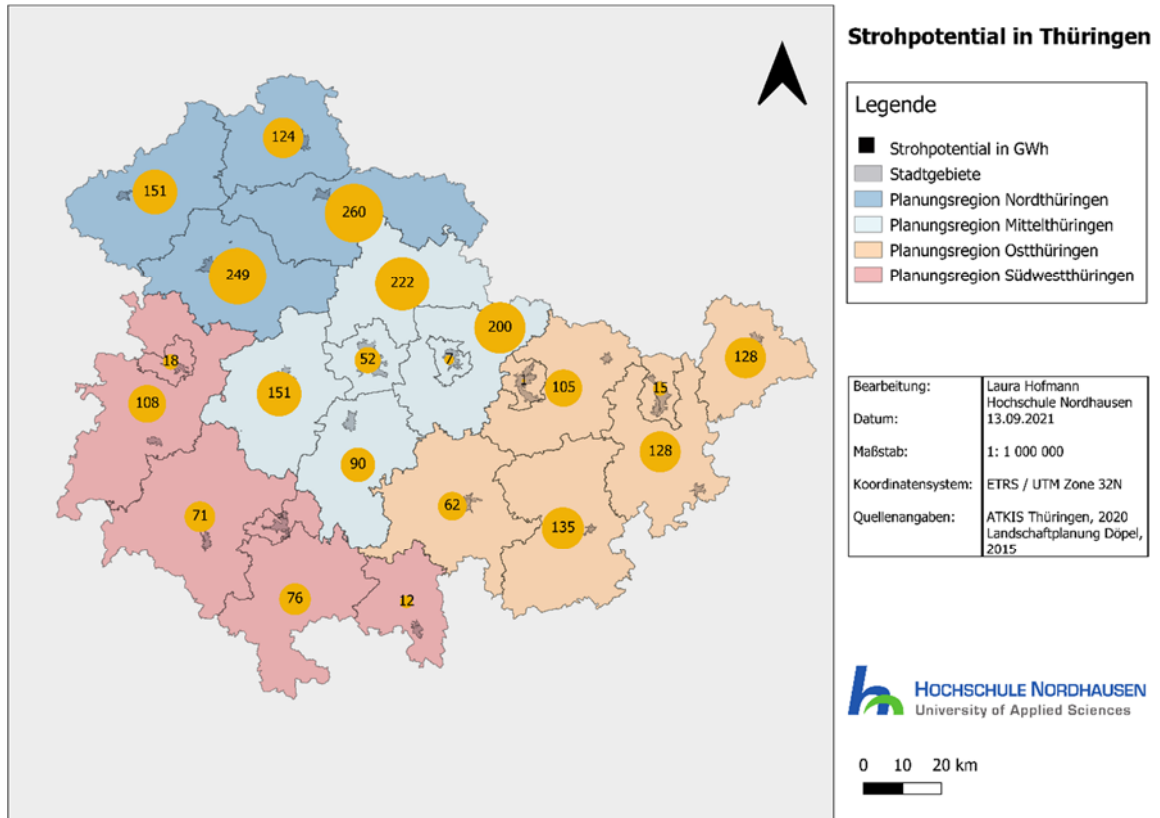 Strohpotential in Thüringen
Legende
Strohpotential in GWh
Stadtgebiete
Planungsregion Nordthüringen
Planungsregion Mittelthüringen
Planungsregion Ostthüringen
Planungsregion Südwestthüringen
Bearbeitung: Laura Hofmann
Hochschule Nordhausen
Datum: 13.09.2021
Maßstab: 1: 1 000 000
Koordinatensystem: ETRS / UTM Zone 32N
Quellenangaben: ATKIS Thüringen, 2020
Landschaftplanung Döpel,
2015
HOCHSCHULE NORDHAUSEN
University of Applied Sciences
0 10 20 km
124
151
260
249
222
200
18
52
7
128
1
105
15
151
108
128
90
62
71
135
76
12